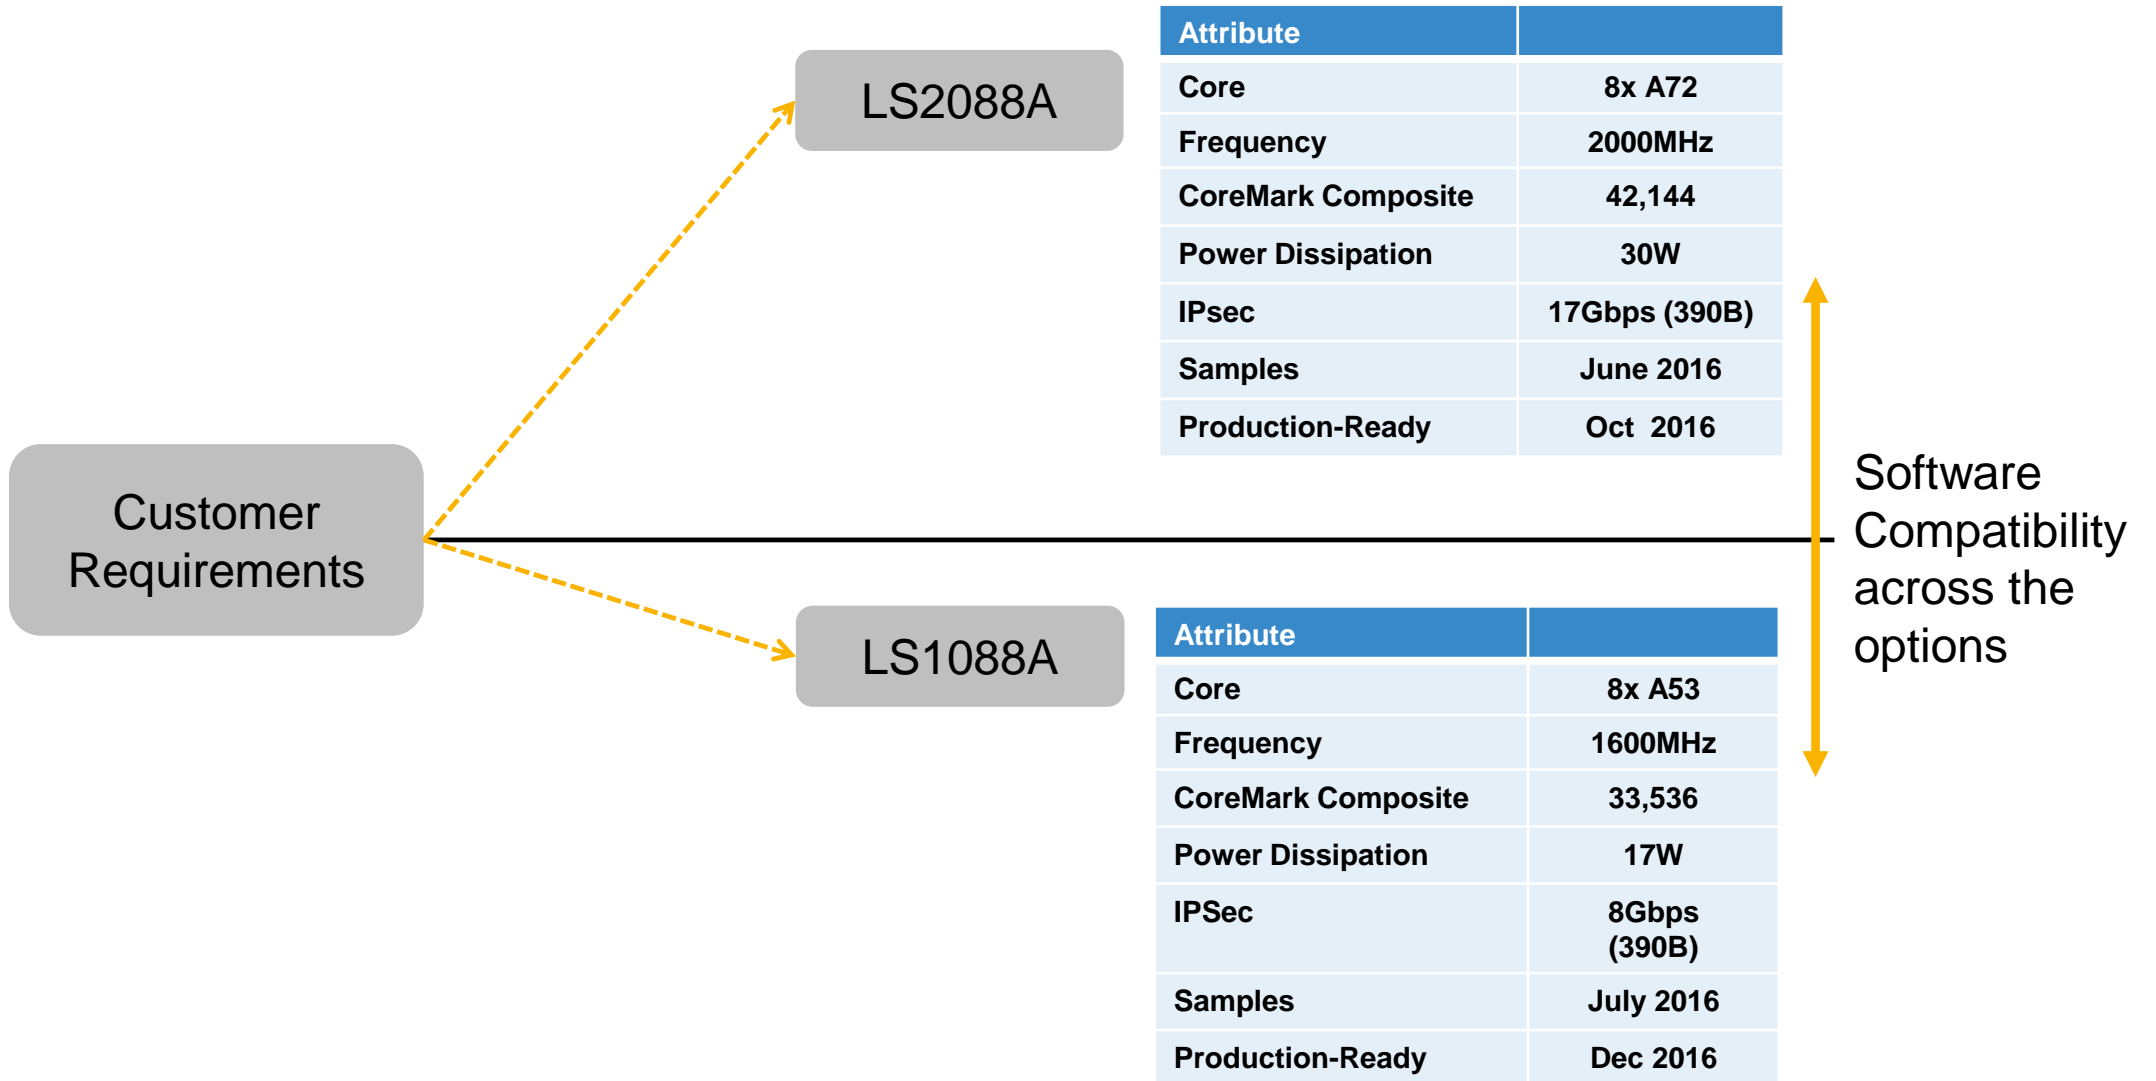 LS2088A
Attribute
Core 8x A72
Frequency 2000MHz
CoreMark Composite 42,144
Power Dissipation 30W
IPsec 17Gbps (390B)
Samples June 2016
Production-Ready Oct  2016
Customer
Requirements
Software
Compatibility
across the
options
LS1088A
Attribute
Core 8x A53
Frequency 1600MHz
CoreMark Composite 33,536
Power Dissipation 17W
IPSec 8Gbps
(390B)
Samples July 2016
Production-Ready Dec 2016